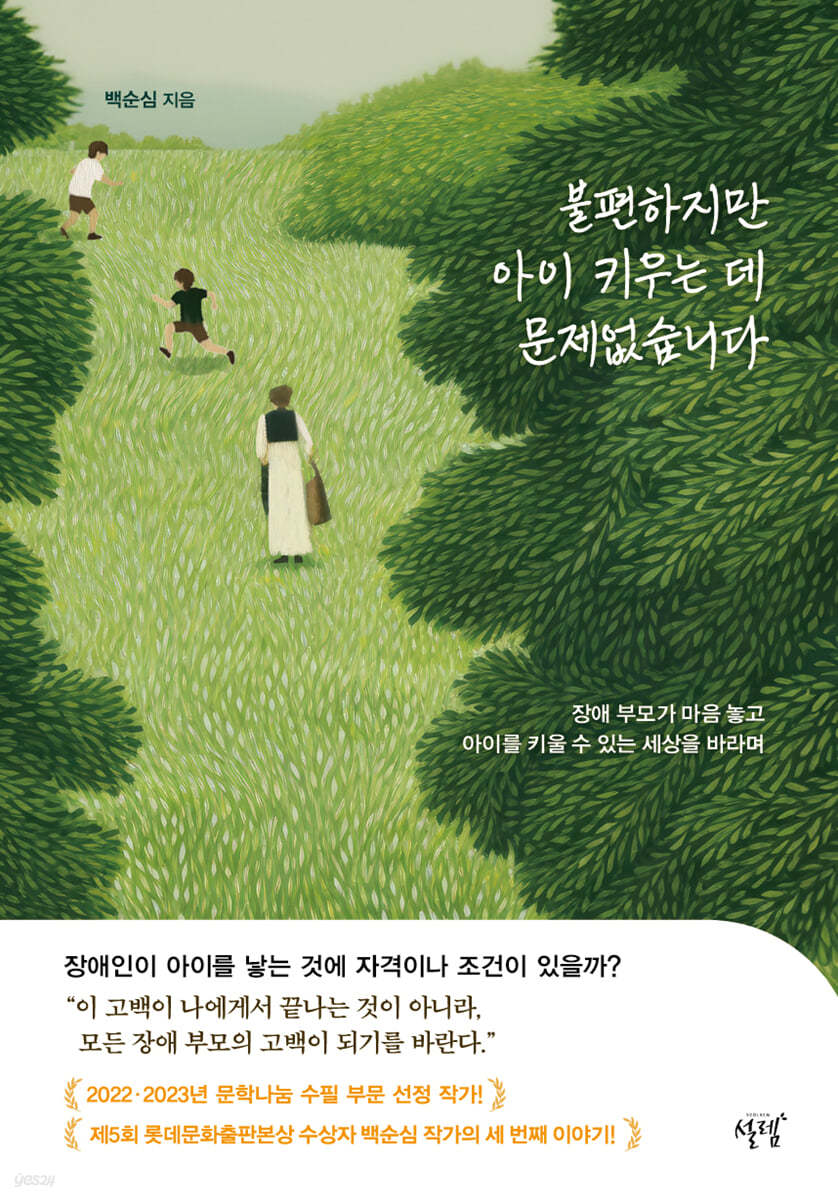 백순심 지음
불편하지만
아이 키우는 데
문제없습니다
장애 부모가 마음 놓고
아이를 키울 수 있는 세상을 바라며
장애인이 아이를 낳는 것에 자격이나 조건이 있을까?
“이 고백이 나에게서 끝나는 것이 아니라,
모든 장애 부모의 고백이 되기를 바란다.”
2022·2023년 문학나눔 수필 부문 선정 작가!
제5회 롯데문화출판본상 수상자 백순심 작가의 세 번째 이야기!
SEOLREM
설렘
yes24